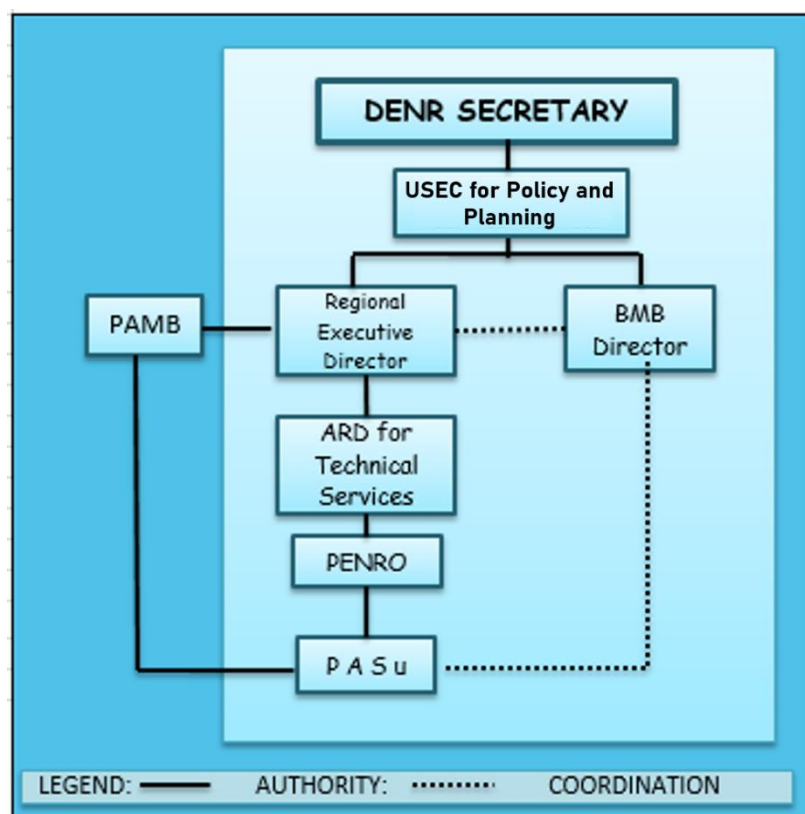 DENR SECRETARY
USEC for Policy and
Planning
PAMB
Regional
Executive
Director
BMB
Director
ARD for
Technical
Services
PENRO
P A S u
LEGEND: AUTHORITY: COORDINATION